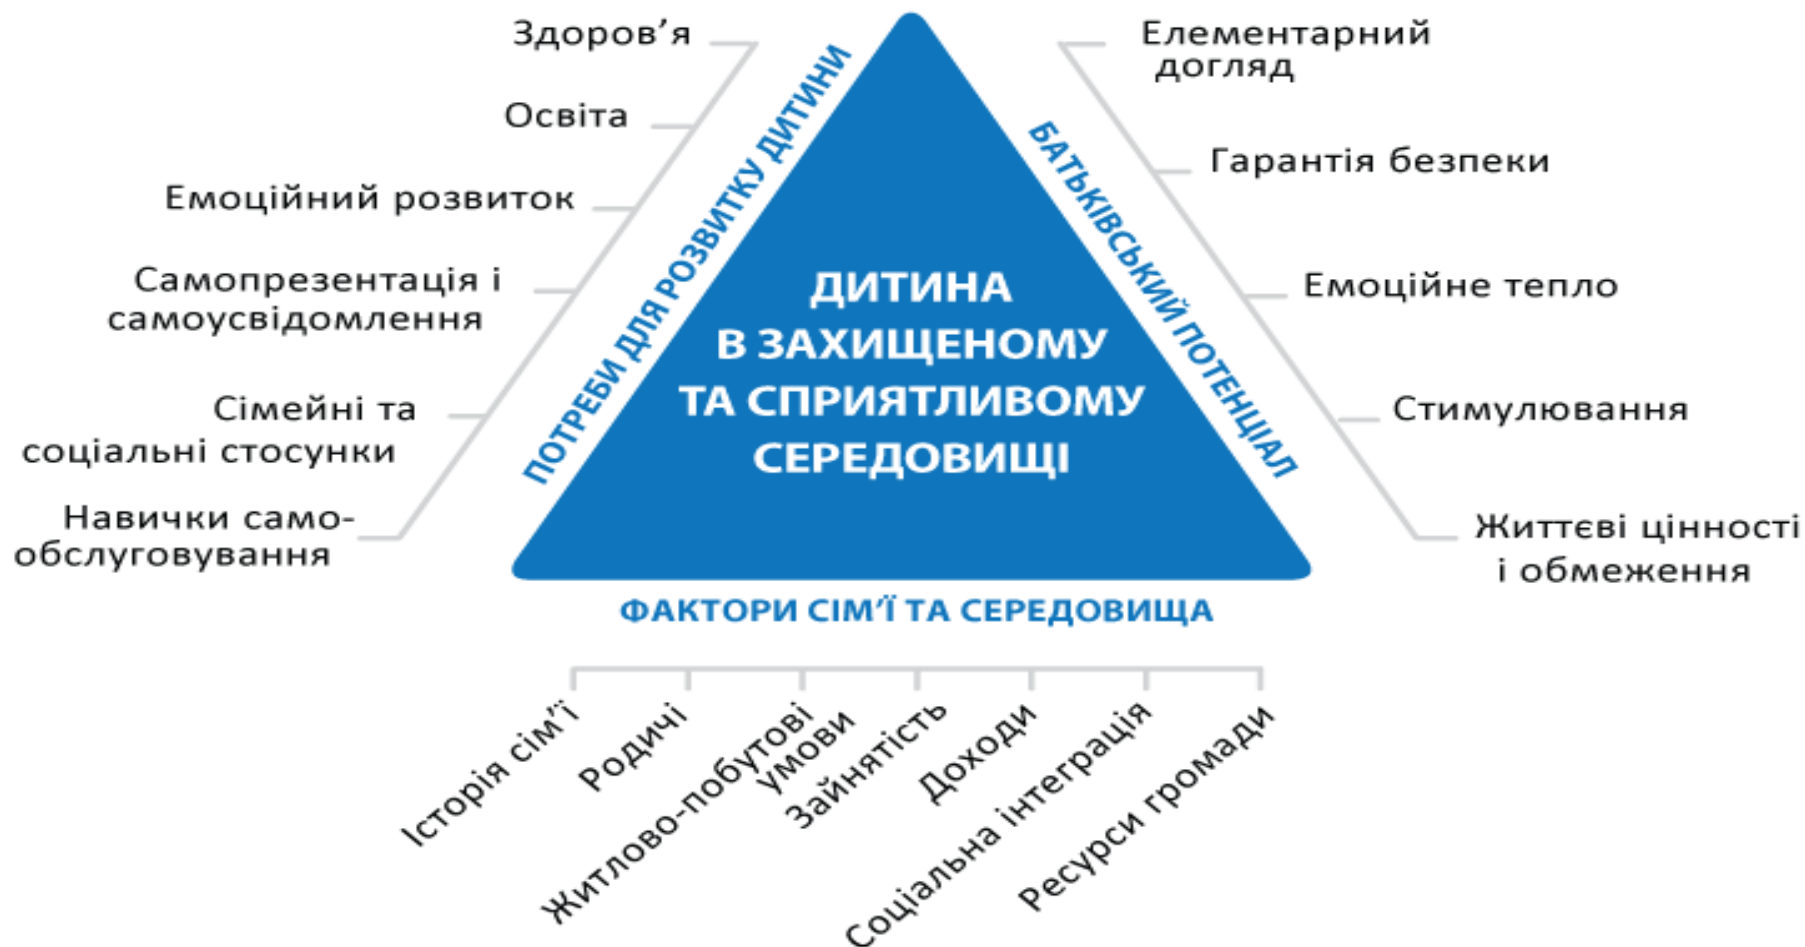 Здоров’я
Освіта
Емоційний розвиток
Самопрезентація і
самоусвідомлення
Сімейні та
соціальні стосунки
Навички само-
обслуговування
ПОТРЕБИ ДЛЯ РОЗВИТКУ ДИТИНИ
ДИТИНА
В ЗАХИЩЕНОМУ
ТА СПРИЯТЛИВОМУ
СЕРЕДОВИЩІ
БАТЬКІВСЬКИЙ ПОТЕНЦІАЛ
Елементарний
догляд
Гарантія безпеки
Емоційне тепло
Стимулювання
Життєві цінності
і обмеження
ФАКТОРИ СІМ’Ї ТА СЕРЕДОВИЩА
Історія сім’ї
Родичі
Житлово-побутові
умови
Зайнятість
Доходи
Соціальна інтеграція
Ресурси громади